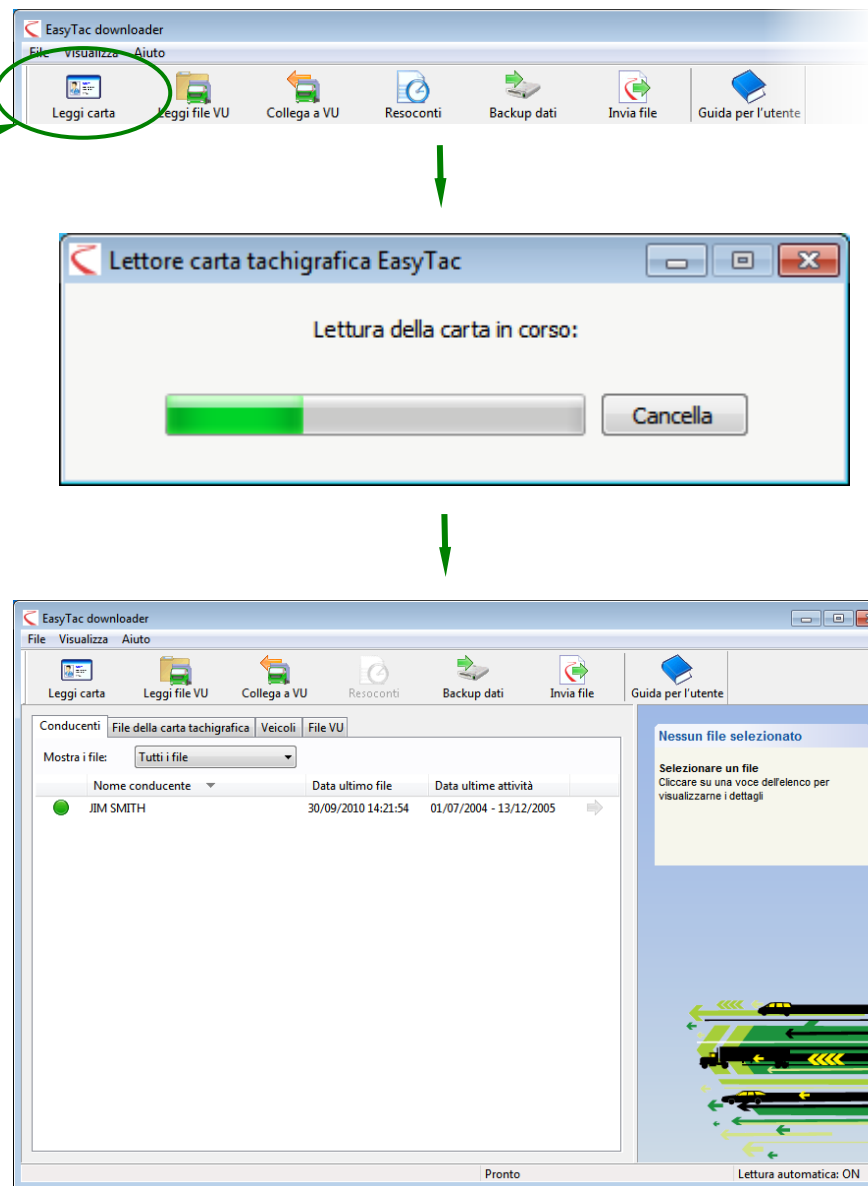 EasyTac downloader
File Visualizza Aiuto
Leggi carta Leggi file VU Collega a VU Resoconti Backup dati Invia file Guida per l'utente
Lettore carta tachigrafica EasyTac
Lettura della carta in corso:
Cancella
EasyTac downloader
File Visualizza Aiuto
Leggi carta Leggi file VU Collega a VU Resoconti Backup dati Invia file Guida per l'utente
Conducenti File della carta tachigrafica Veicoli File VU
Mostra i file: Tutti i file
Nome conducente Data ultimo file Data ultime attività
JIM SMITH 30/09/2010 14:21:54 01/07/2004 - 13/12/2005
Nessun file selezionato
Selezionare un file
Cliccare su una voce dell'elenco per
visualizzarne i dettagli
Pronto Lettura automatica: ON